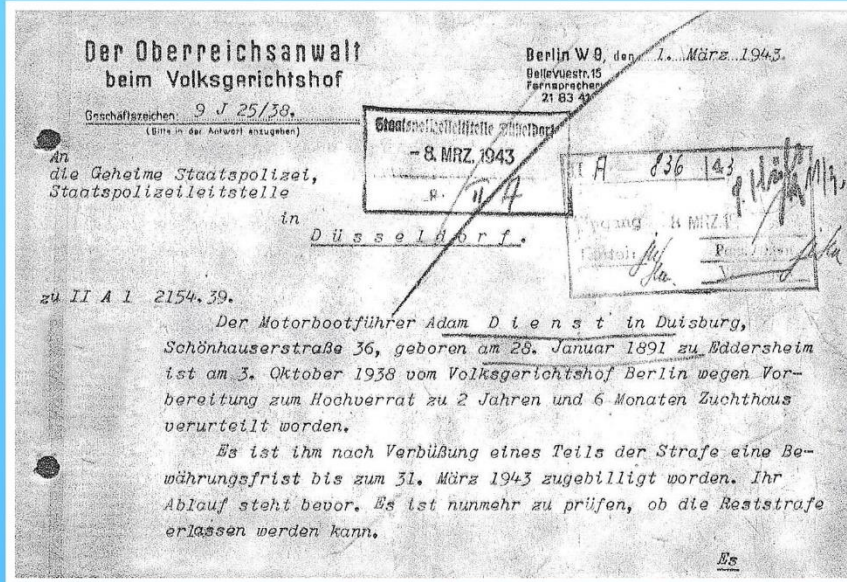 Der Oberreichsanwalt
beim Volksgerichtshof
Geschäftszeichen: 9 J 25/38.
(Bitte in der Antwort anzugeben)
Berlin W 9, den 1. März 1943.
Bellevuestr. 15
Fernsprecher:
21 83 41
Staatspolizeileitstelle Düsseldorf
- 8. MRZ. 1943
II A
II A 836 / 43
8. MRZ.
An
die Geheime Staatspolizei,
Staatspolizeileitstelle
in
D ü s s e l d o r f .
zu II A 1 2154.39.
Der Motorbootführer Adam D i e n s t in Duisburg,
Schönhauserstraße 36, geboren am 28. Januar 1891 zu Eddersheim
ist am 3. Oktober 1938 vom Volksgerichtshof Berlin wegen Vor-
bereitung zum Hochverrat zu 2 Jahren und 6 Monaten Zuchthaus
verurteilt worden.
Es ist ihm nach Verbüßung eines Teils der Strafe eine Be-
währungsfrist bis zum 31. März 1943 zugebilligt worden. Ihr
Ablauf steht bevor. Es ist nunmehr zu prüfen, ob die Reststrafe
erlassen werden kann.
Es